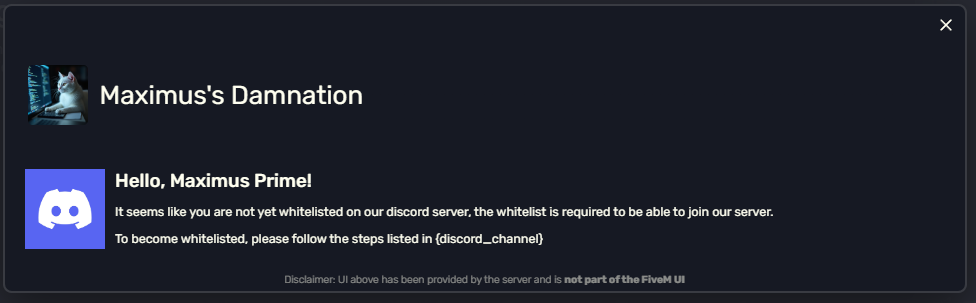 Maximus's Damnation
Hello, Maximus Prime!
It seems like you are not yet whitelisted on our discord server, the whitelist is required to be able to join our server.
To become whitelisted, please follow the steps listed in {discord_channel}
Disclaimer: UI above has been provided by the server and is not part of the FiveM UI